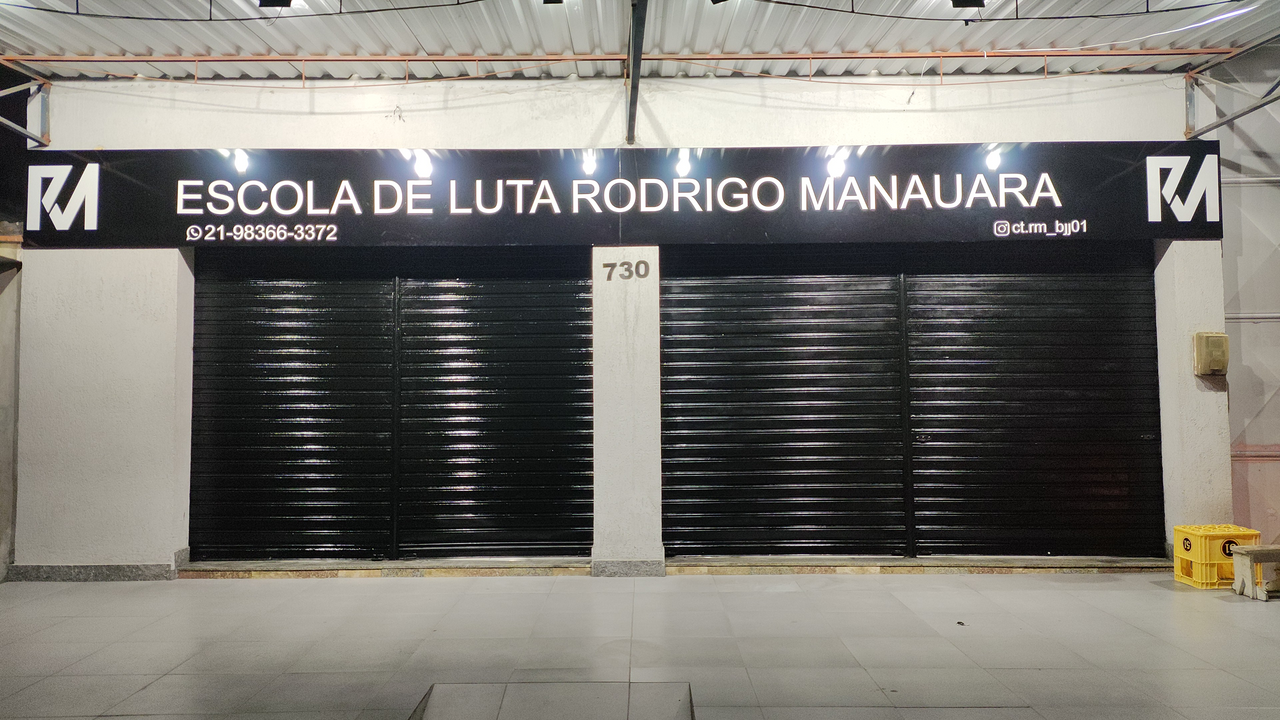 RM
ESCOLA DE LUTA RODRIGO MANAUARA
RM
21-98366-3372
ct.rm_bjj01
730